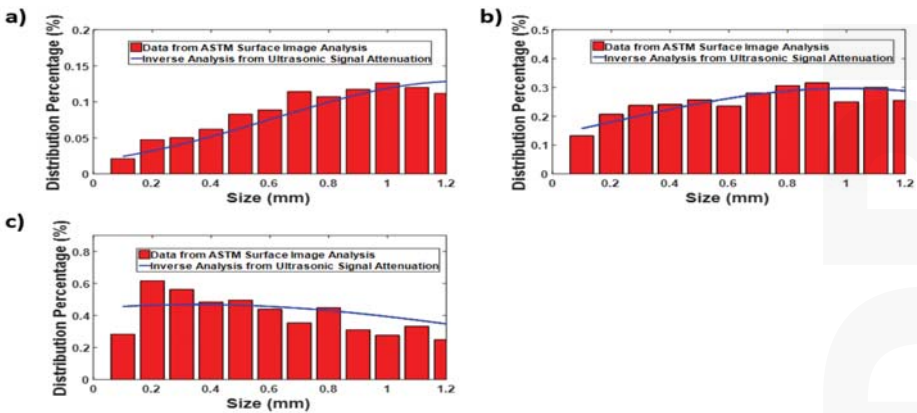 a)
0.2
Data from ASTM Surface Image Analysis
Inverse Analysis from Ultrasonic Signal Attenuation
0.15
0.1
0.05
0
0 0.2 0.4 0.6 0.8 1 1.2
Distribution Percentage (%)
Size (mm)
b)
0.5
Data from ASTM Surface Image Analysis
Inverse Analysis from Ultrasonic Signal Attenuation
0.4
0.3
0.2
0.1
0
0 0.2 0.4 0.6 0.8 1 1.2
Distribution Percentage (%)
Size (mm)
c)
0.8
Data from ASTM Surface Image Analysis
Inverse Analysis from Ultrasonic Signal Attenuation
0.6
0.4
0.2
0
0 0.2 0.4 0.6 0.8 1 1.2
Distribution Percentage (%)
Size (mm)